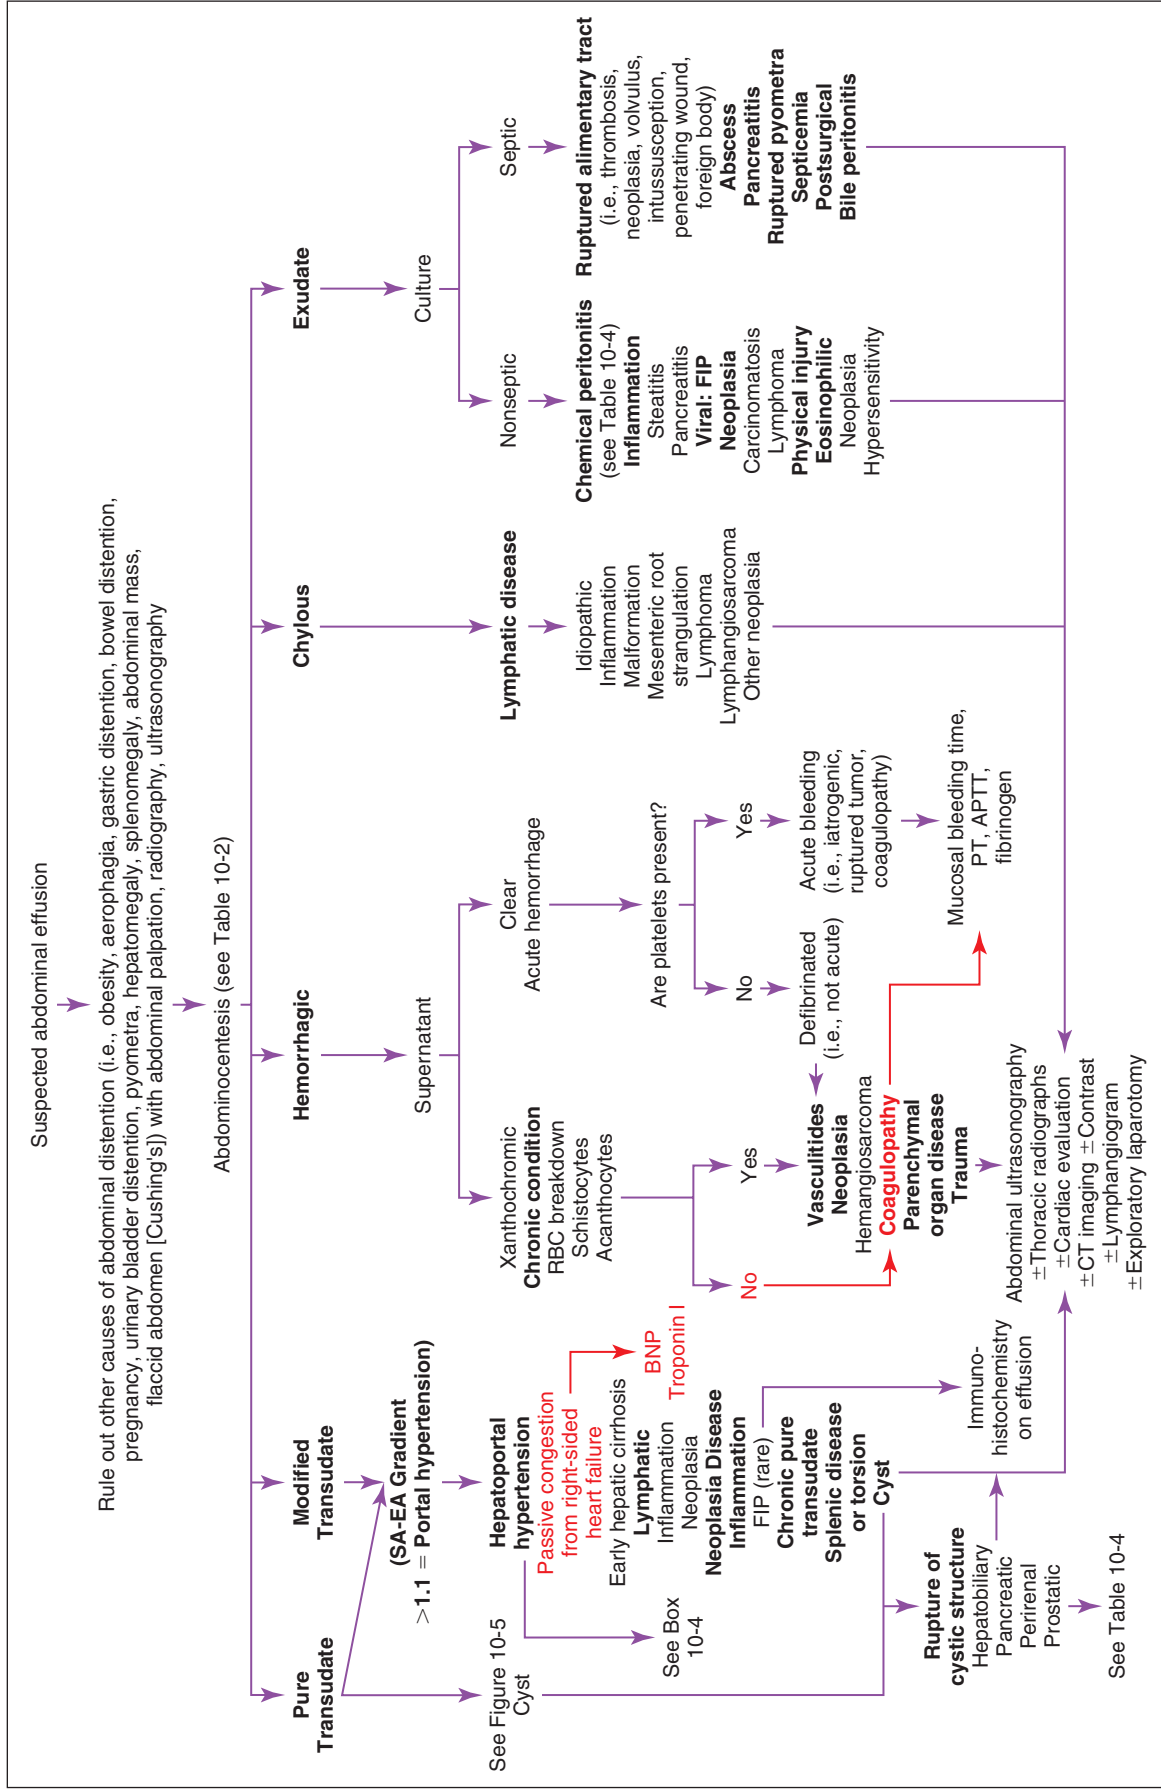 Suspected abdominal effusion
Rule out other causes of abdominal distention (i.e., obesity, aerophagia, gastric distention, bowel distention,
pregnancy, urinary bladder distention, pyometra, hepatomegaly, splenomegaly, abdominal mass,
flaccid abdomen [Cushing's]) with abdominal palpation, radiography, ultrasonography
Abdominocentesis (see Table 10-2)
Pure
Transudate
Modified
Transudate
Hemorrhagic
Chylous
Exudate
(SA-EA Gradient
>1.1 = Portal hypertension)
See Figure 10-5
Cyst
Hepatoportal
hypertension
Passive congestion
from right-sided
heart failure
Early hepatic cirrhosis
Lymphatic
Inflammation
Neoplasia
Neoplasia Disease
Inflammation
FIP (rare)
Chronic pure
transudate
Splenic disease
or torsion
Cyst
See Box
10-4
BNP
Troponin I
Immuno-
histochemistry
on effusion
Rupture of
cystic structure
Hepatobiliary
Pancreatic
Perirenal
Prostatic
See Table 10-4
Supernatant
Xanthochromic
Chronic condition
RBC breakdown
Schistocytes
Acanthocytes
No
Yes
Vasculitides
Neoplasia
Hemangiosarcoma
Coagulopathy
Parenchymal
organ disease
Trauma
Clear
Acute hemorrhage
Are platelets present?
No
Yes
Defibrinated
(i.e., not acute)
Acute bleeding
(i.e., iatrogenic,
ruptured tumor,
coagulopathy)
Mucosal bleeding time,
PT, APTT,
fibrinogen
Lymphatic disease
Idiopathic
Inflammation
Malformation
Mesenteric root
strangulation
Lymphoma
Lymphangiosarcoma
Other neoplasia
Culture
Nonseptic
Septic
Chemical peritonitis
(see Table 10-4)
Inflammation
Steatitis
Pancreatitis
Viral: FIP
Neoplasia
Carcinomatosis
Lymphoma
Physical injury
Eosinophilic
Neoplasia
Hypersensitivity
Ruptured alimentary tract
(i.e., thrombosis,
neoplasia, volvulus,
intussusception,
penetrating wound,
foreign body)
Abscess
Pancreatitis
Ruptured pyometra
Septicemia
Postsurgical
Bile peritonitis
Abdominal ultrasonography
±Thoracic radiographs
±Cardiac evaluation
±CT imaging ±Contrast
±Lymphangiogram
±Exploratory laparotomy